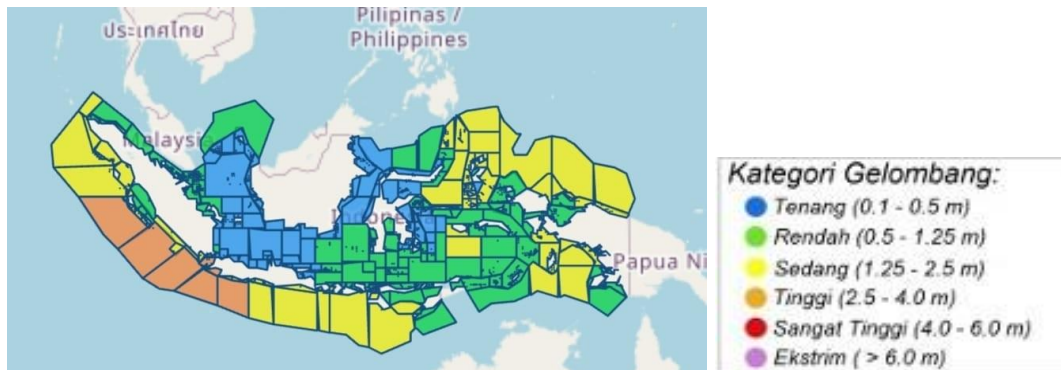 Pilipinas /
Philippines
ประเทศไทย
Malaysia
Indone
Papua Ni
Kategori Gelombang:
Tenang (0.1 - 0.5 m)
Rendah (0.5 - 1.25 m)
Sedang (1.25 - 2.5 m)
Tinggi (2.5 - 4.0 m)
Sangat Tinggi (4.0 - 6.0 m)
Ekstrim ( > 6.0 m)